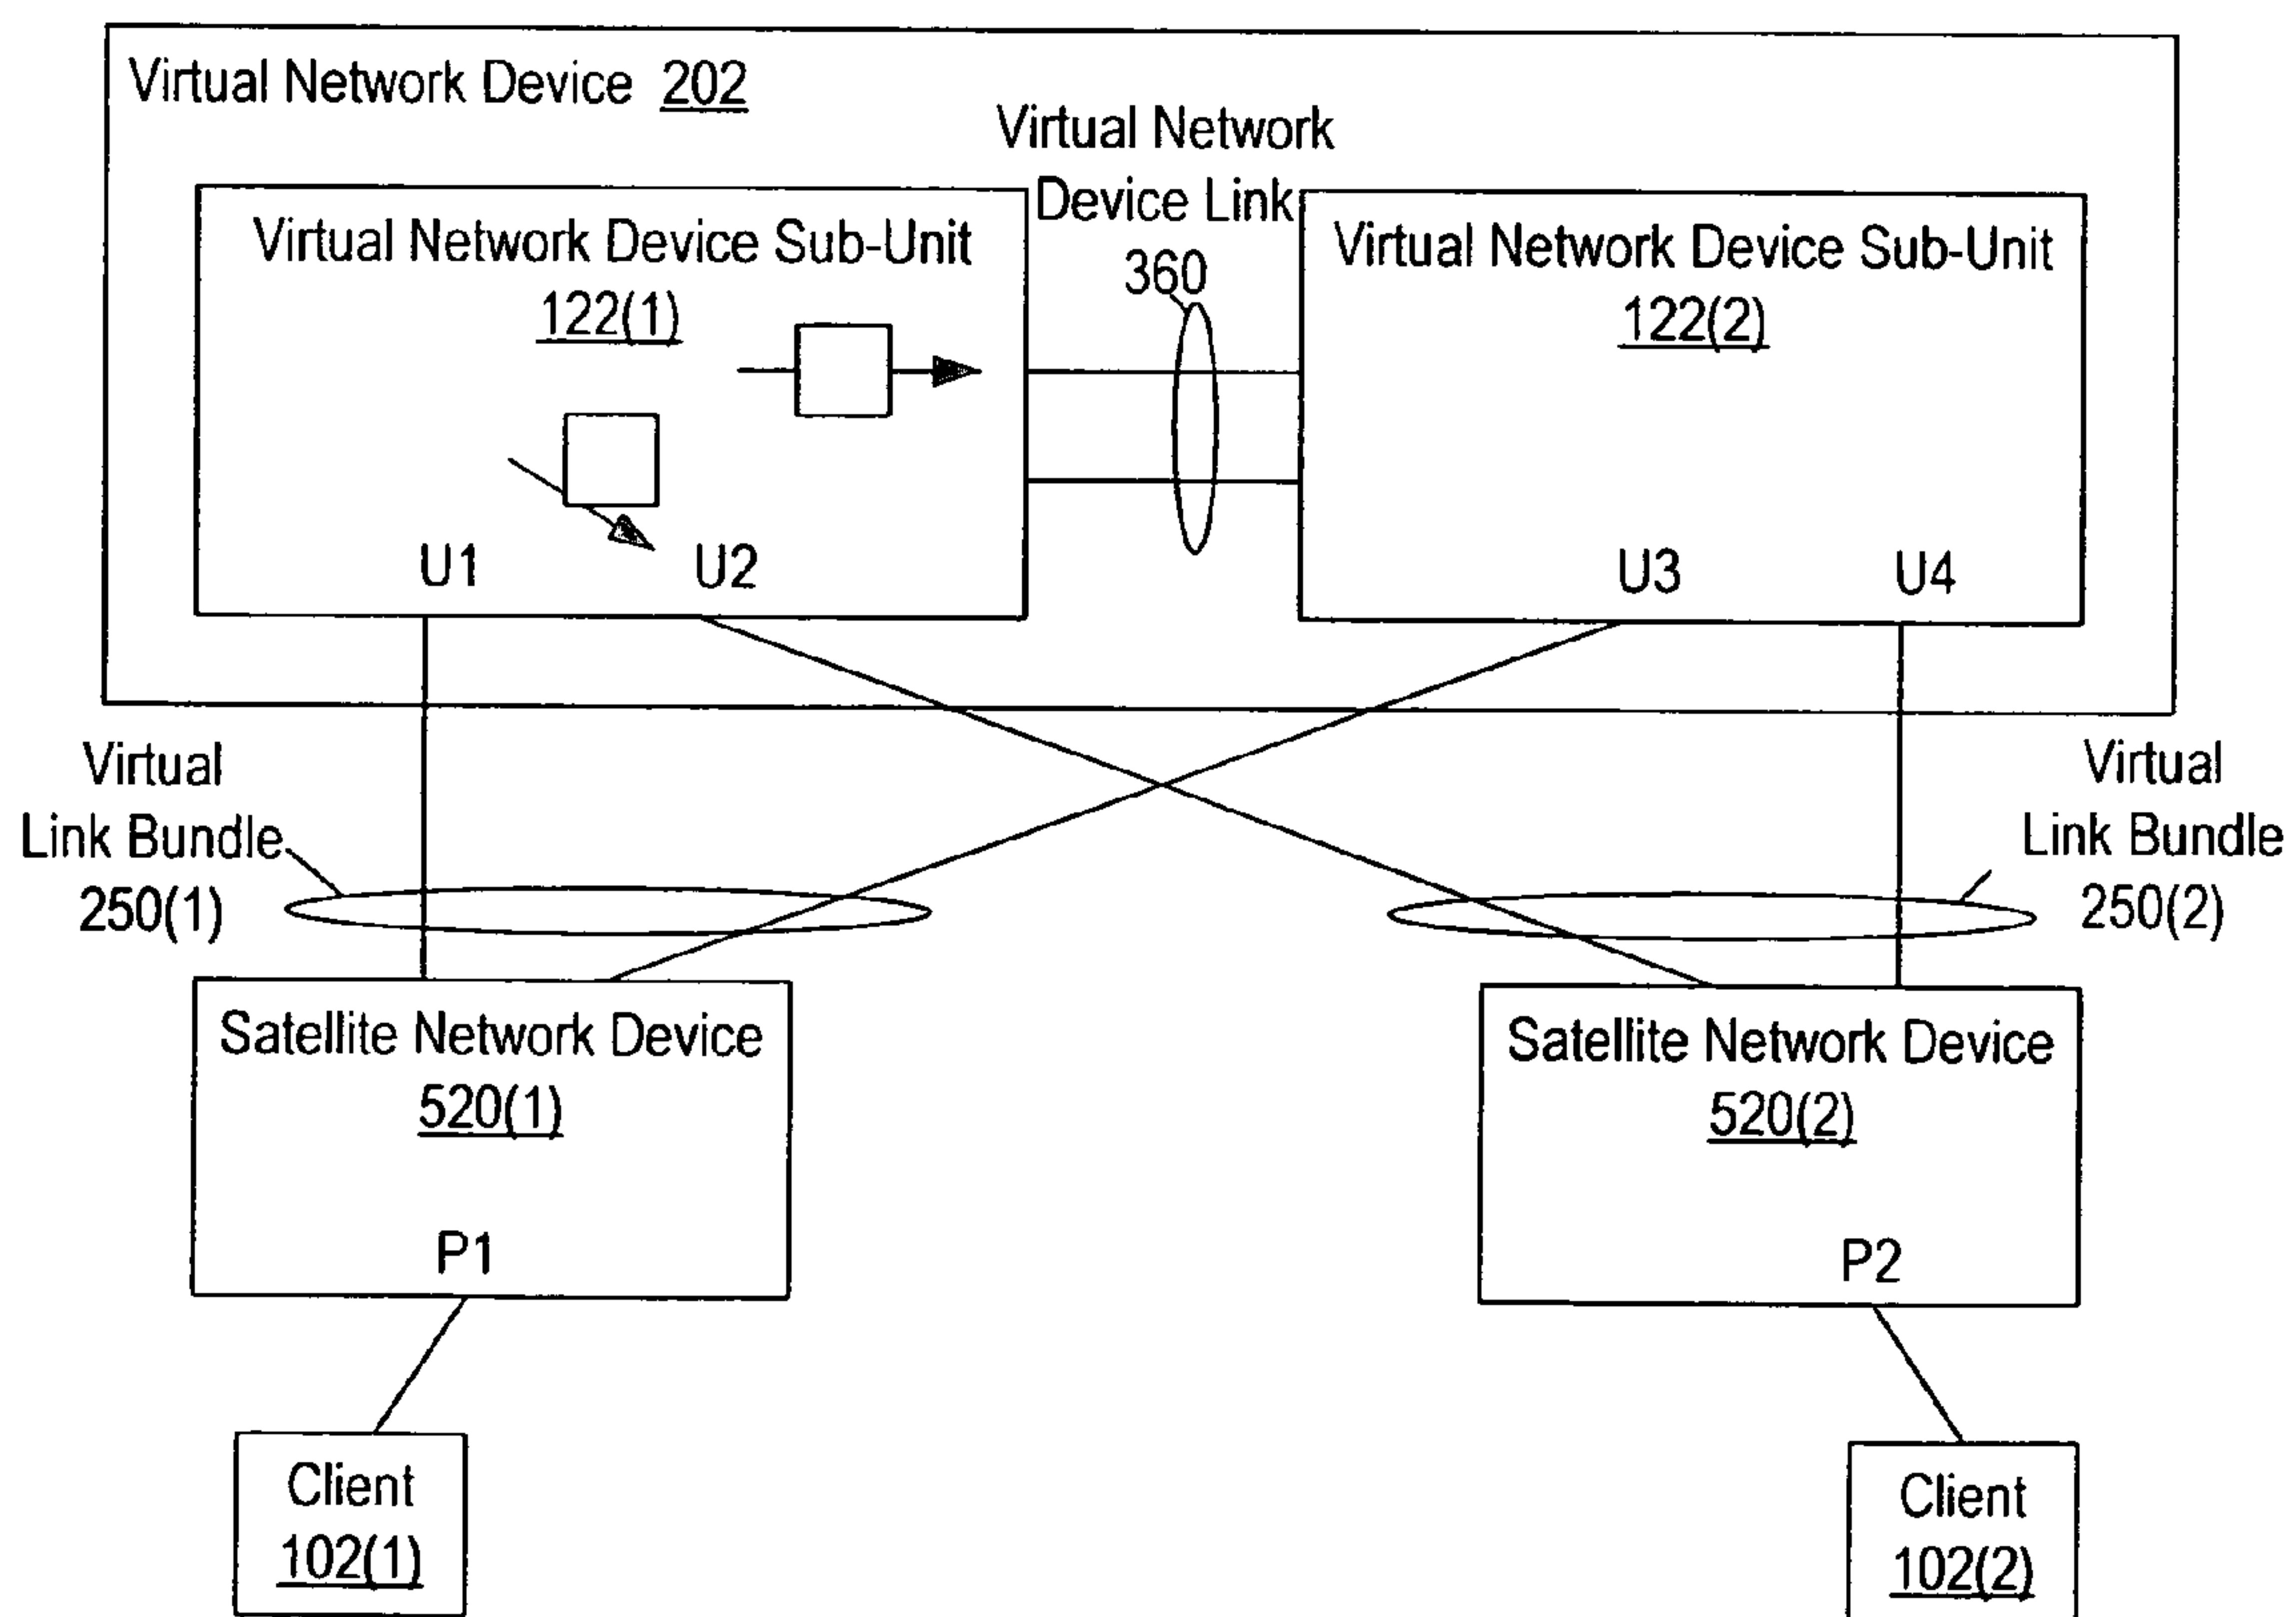 Virtual Network Device 202
Virtual Network
Device Link
360
Virtual Network Device Sub-Unit
122(1)
Virtual Network Device Sub-Unit
122(2)
U1
U2
U3
U4
Virtual
Link Bundle
250(1)
Virtual
Link Bundle
250(2)
Satellite Network Device
520(1)
Satellite Network Device
520(2)
P1
P2
Client
102(1)
Client
102(2)